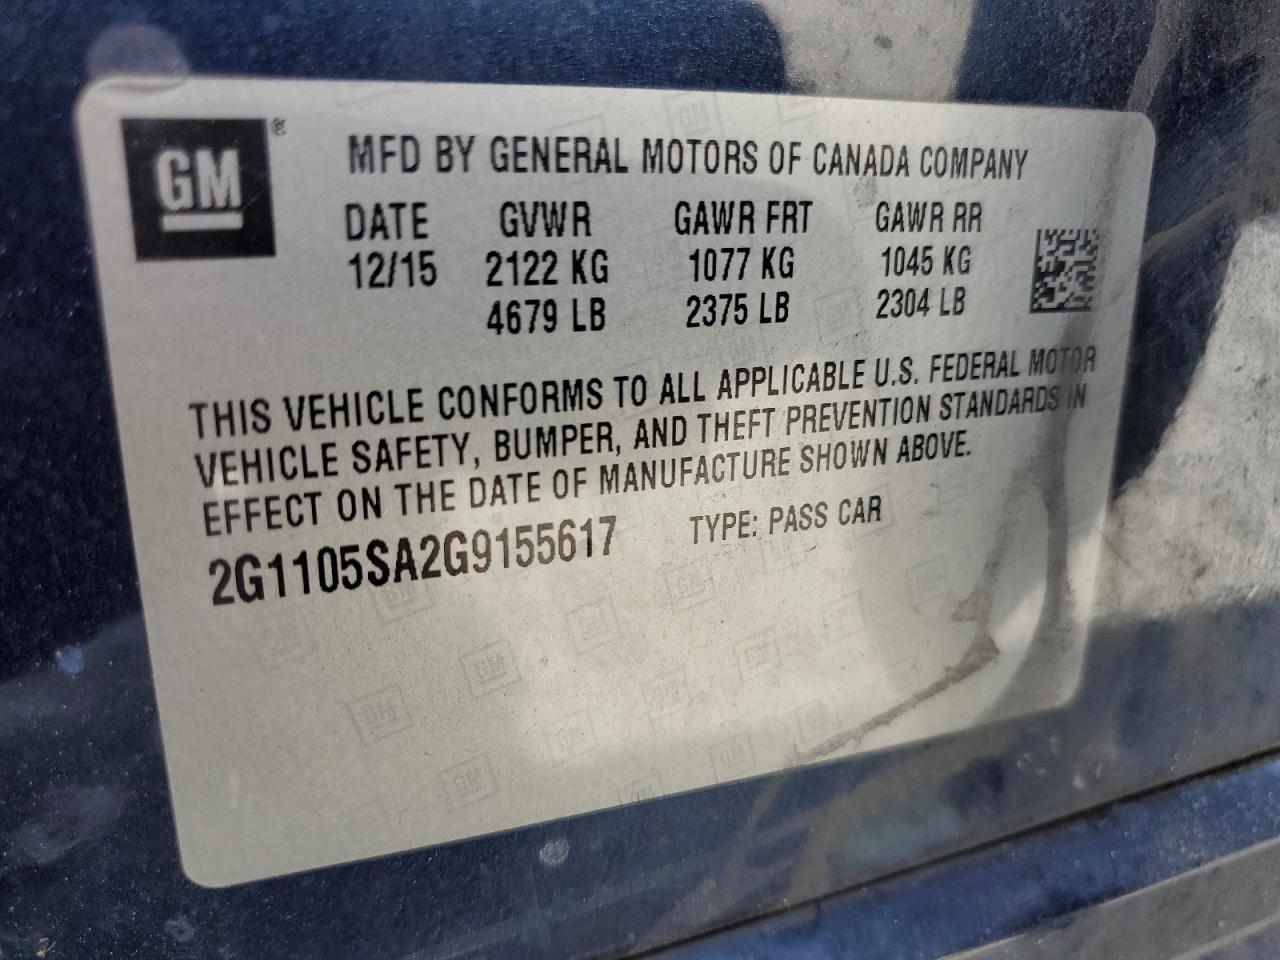 GM®
MFD BY GENERAL MOTORS OF CANADA COMPANY
DATE GVWR GAWR FRT GAWR RR
12/15 2122 KG 1077 KG 1045 KG
4679 LB 2375 LB 2304 LB
THIS VEHICLE CONFORMS TO ALL APPLICABLE U.S. FEDERAL MOTOR
VEHICLE SAFETY, BUMPER, AND THEFT PREVENTION STANDARDS IN
EFFECT ON THE DATE OF MANUFACTURE SHOWN ABOVE.
2G1105SA2G9155617 TYPE: PASS CAR